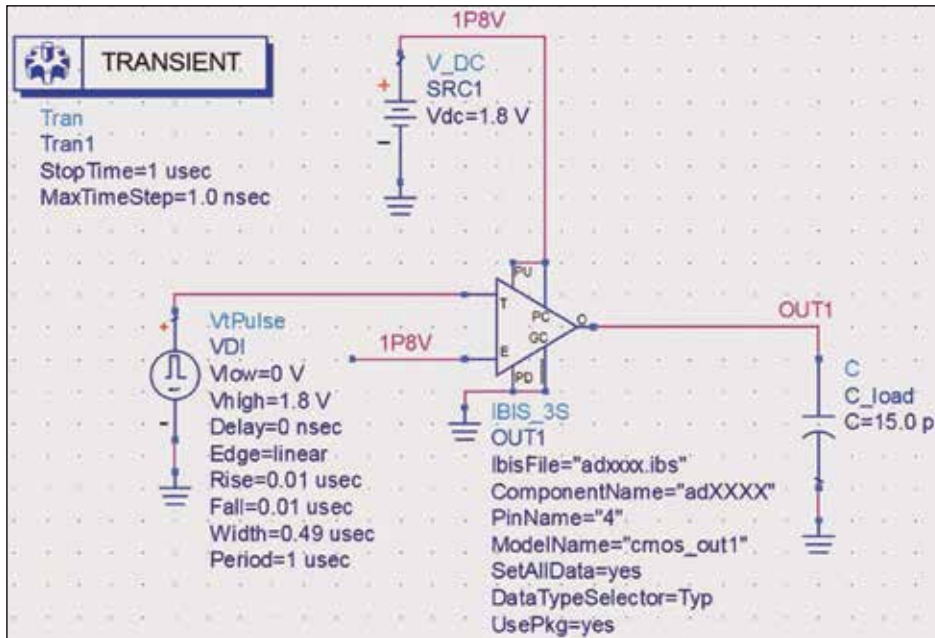 1P8V
TRANSIENT
Tran
Tran1
StopTime=1 usec
MaxTimeStep=1.0 nsec
V_DC
SRC1
Vdc=1.8 V
+
-
PU
T
PC
O
GC
E
PD
1P8V
OUT1
+
-
VtPulse
VDI
Vlow=0 V
Vhigh=1.8 V
Delay=0 nsec
Edge=linear
Rise=0.01 usec
Fall=0.01 usec
Width=0.49 usec
Period=1 usec
IBIS_3S
OUT1
IbisFile="adxxxx.ibs"
ComponentName="adXXXX"
PinName="4"
ModelName="cmos_out1"
SetAllData=yes
DataTypeSelector=Typ
UsePkg=yes
C
C_load
C=15.0 p